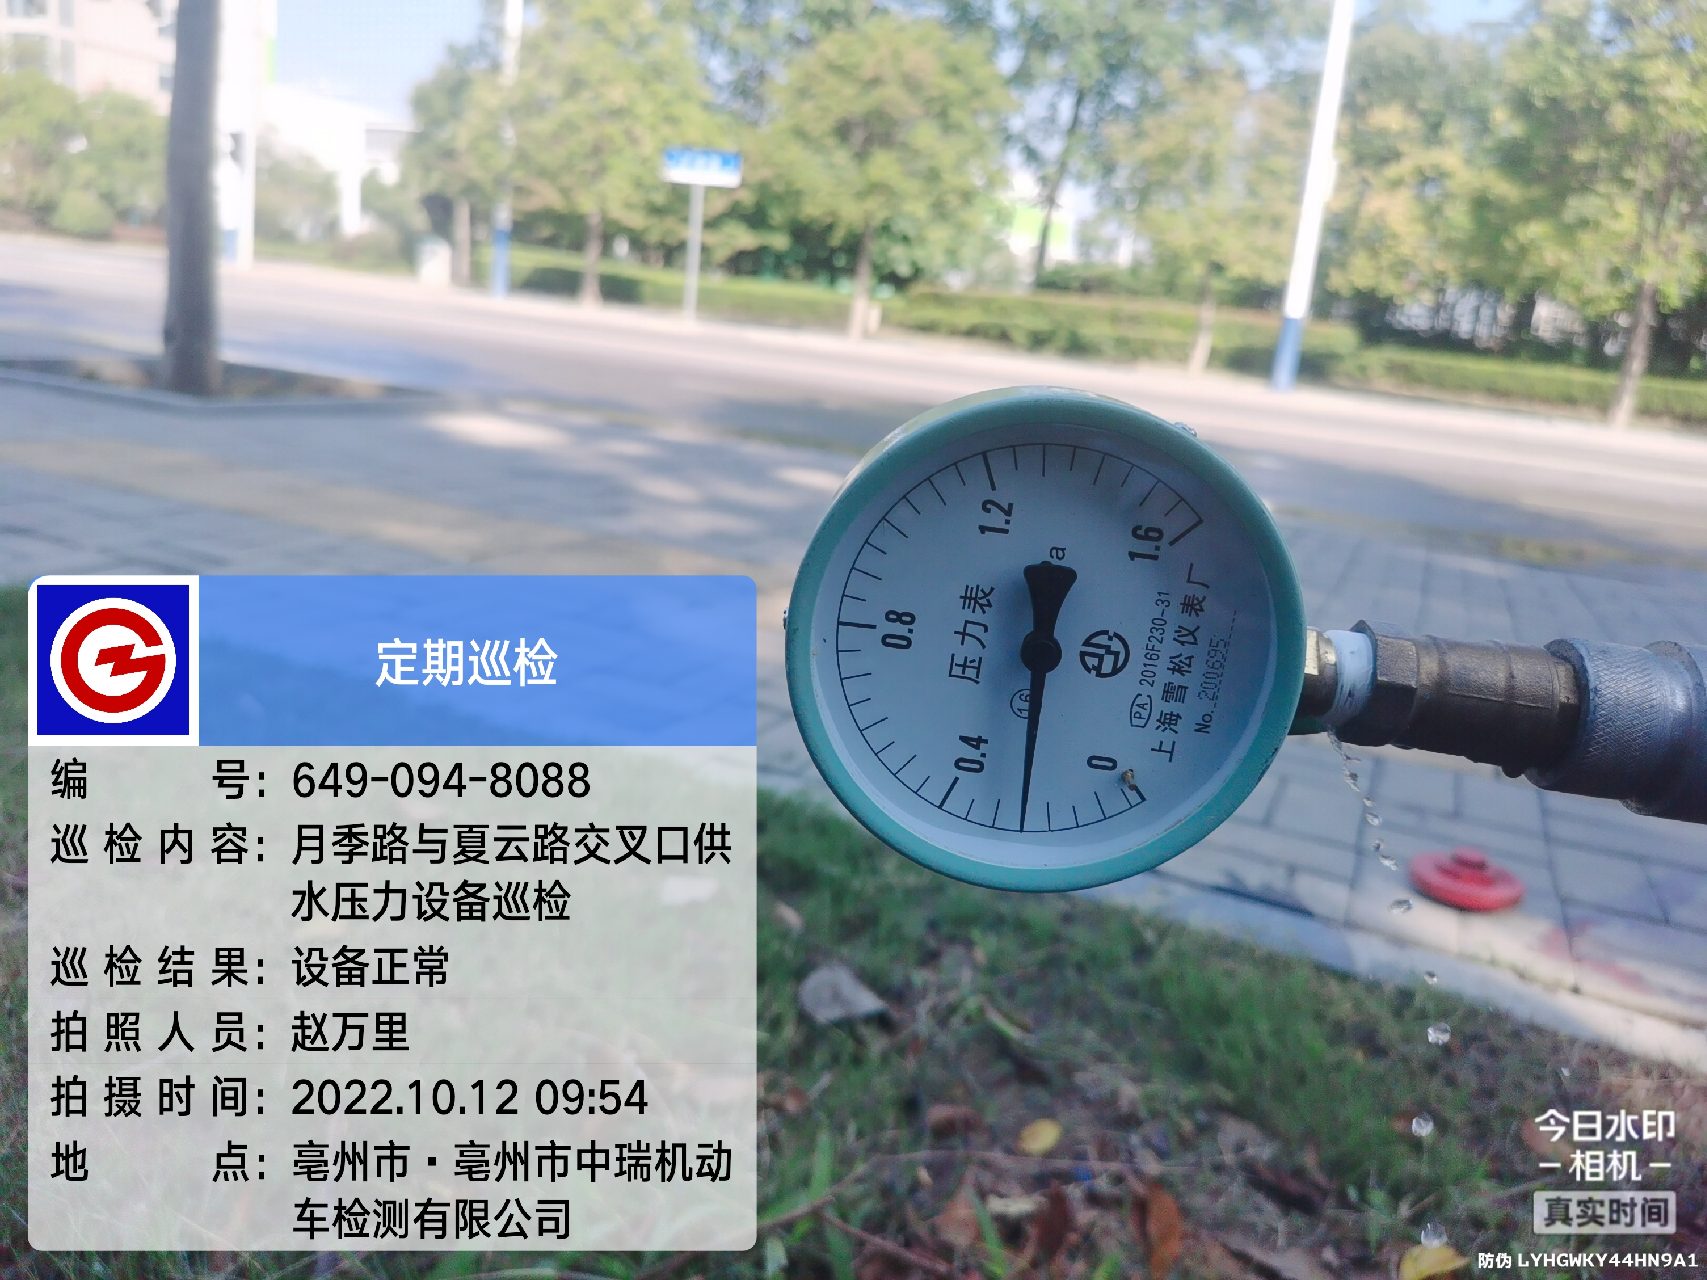 定期巡检
编号：649-094-8088
巡检内容：月季路与夏云路交叉口供
水压力设备巡检
巡检结果：设备正常
拍照人员：赵万里
拍摄时间：2022.10.12 09:54
地点：亳州市·亳州市中瑞机动
车检测有限公司
0
0.4
0.8
1.2
1.6
a
压力表
1.6
PA 2016F230-31
上海雪松仪表厂
No. 200695
今日水印
相机
真实时间
防伪 LYHGWKY44HN9A1